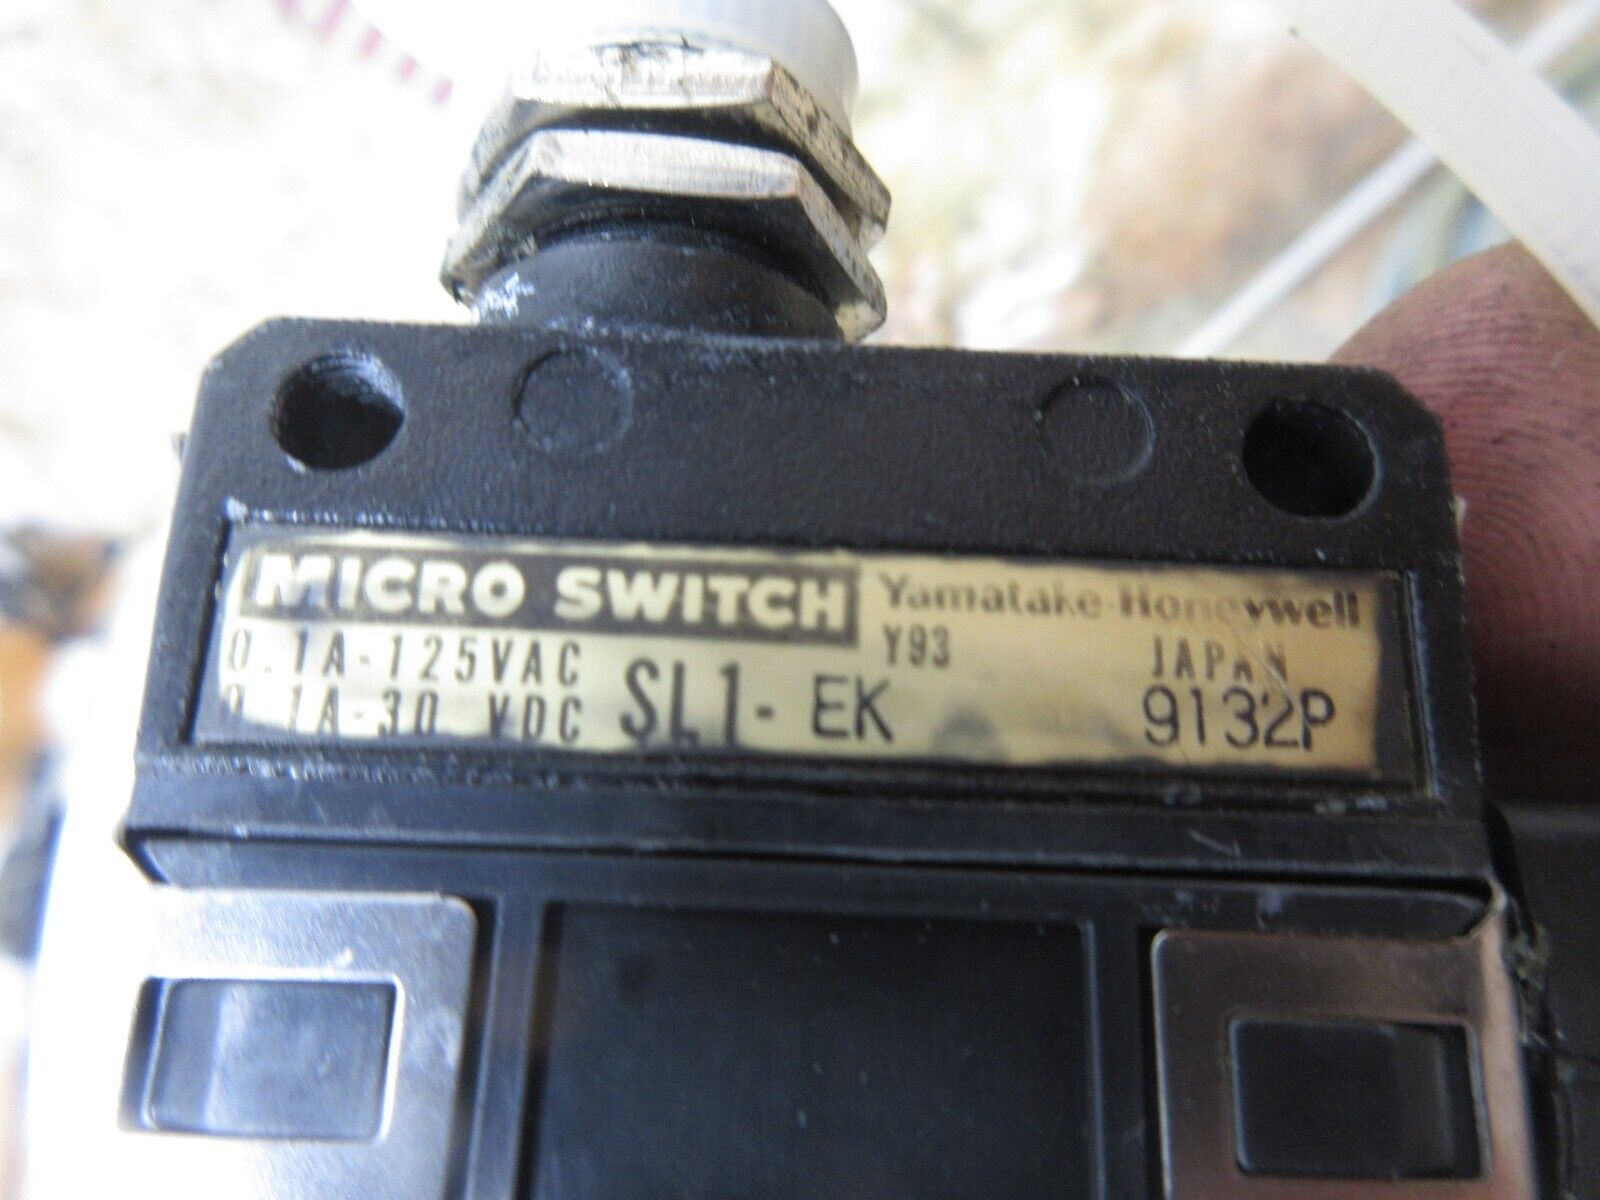 MICRO SWITCH Yamatake-Honeywell
0.1A-125VAC Y93 JAPAN
0.1A-30 VDC SL1-EK 9132P